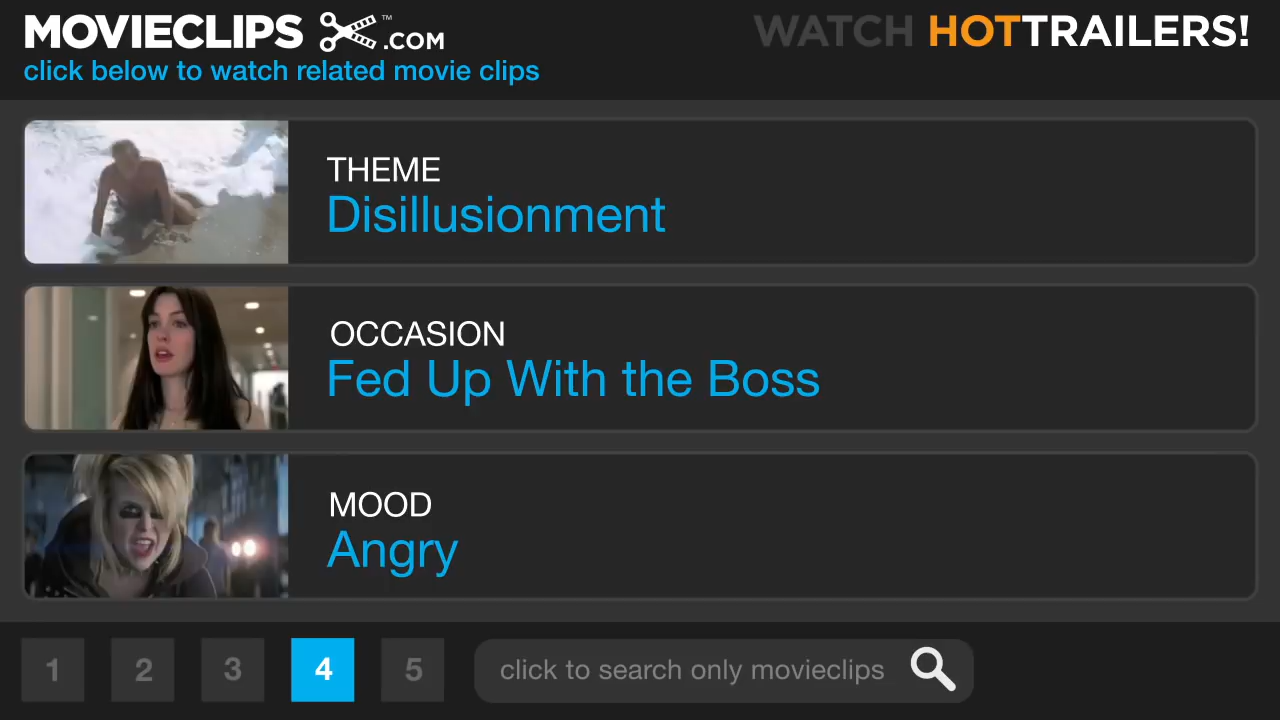 MOVIECLIPS ™ .COM
WATCH HOTTRAILERS!
click below to watch related movie clips
THEME
Disillusionment
OCCASION
Fed Up With the Boss
MOOD
Angry
1 2 3 4 5 click to search only movieclips